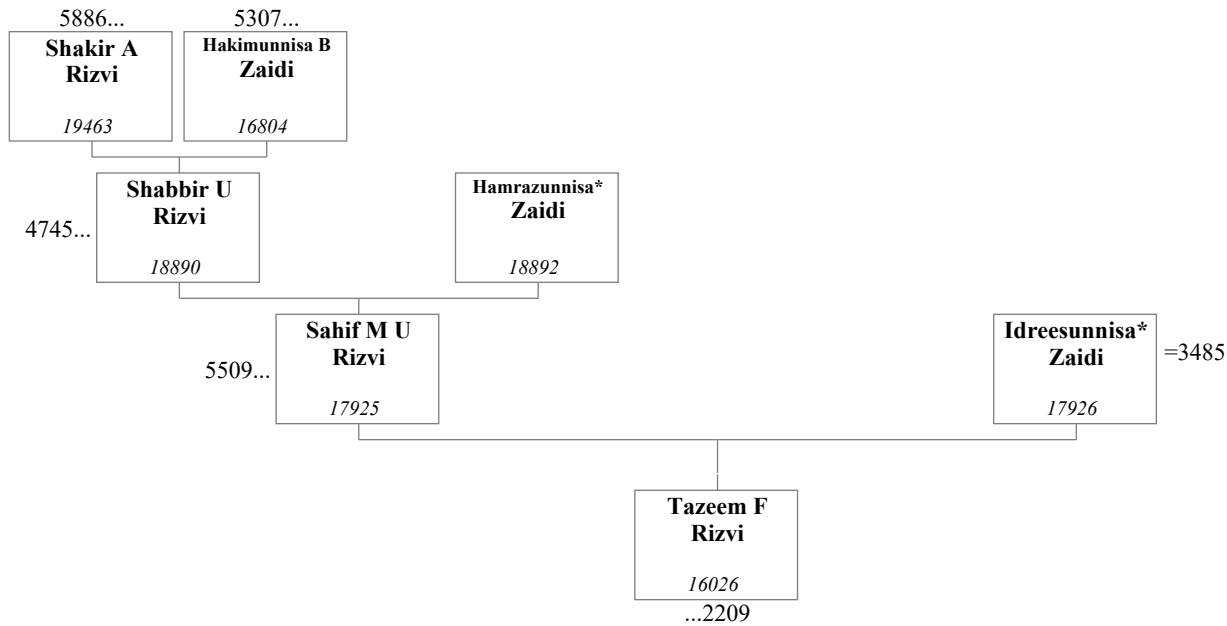 5886...
5307...
Shakir A
Rizvi
19463
Hakimunnisa B
Zaidi
16804
4745...
Shabbir U
Rizvi
18890
Hamrazunnisa*
Zaidi
18892
5509...
Sahif M U
Rizvi
17925
Idreesunnisa*
Zaidi
17926
=3485
Tazeem F
Rizvi
16026
...2209